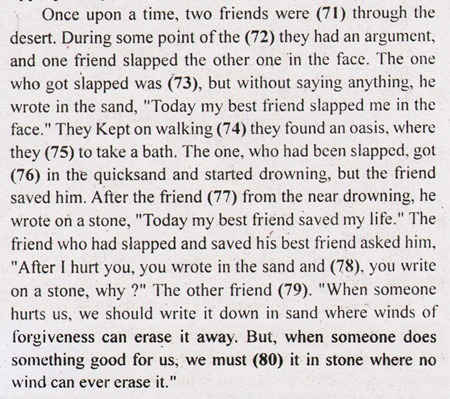 Once upon a time, two friends were (71) through the
desert. During some point of the (72) they had an argument,
and one friend slapped the other one in the face. The one
who got slapped was (73), but without saying anything, he
wrote in the sand, "Today my best friend slapped me in the
face." They Kept on walking (74) they found an oasis, where
they (75) to take a bath. The one, who had been slapped, got
(76) in the quicksand and started drowning, but the friend
saved him. After the friend (77) from the near drowning, he
wrote on a stone, "Today my best friend saved my life." The
friend who had slapped and saved his best friend asked him,
"After I hurt you, you wrote in the sand and (78), you write
on a stone, why ?" The other friend (79). "When someone
hurts us, we should write it down in sand where winds of
forgiveness can erase it away. But, when someone does
something good for us, we must (80) it in stone where no
wind can ever erase it."